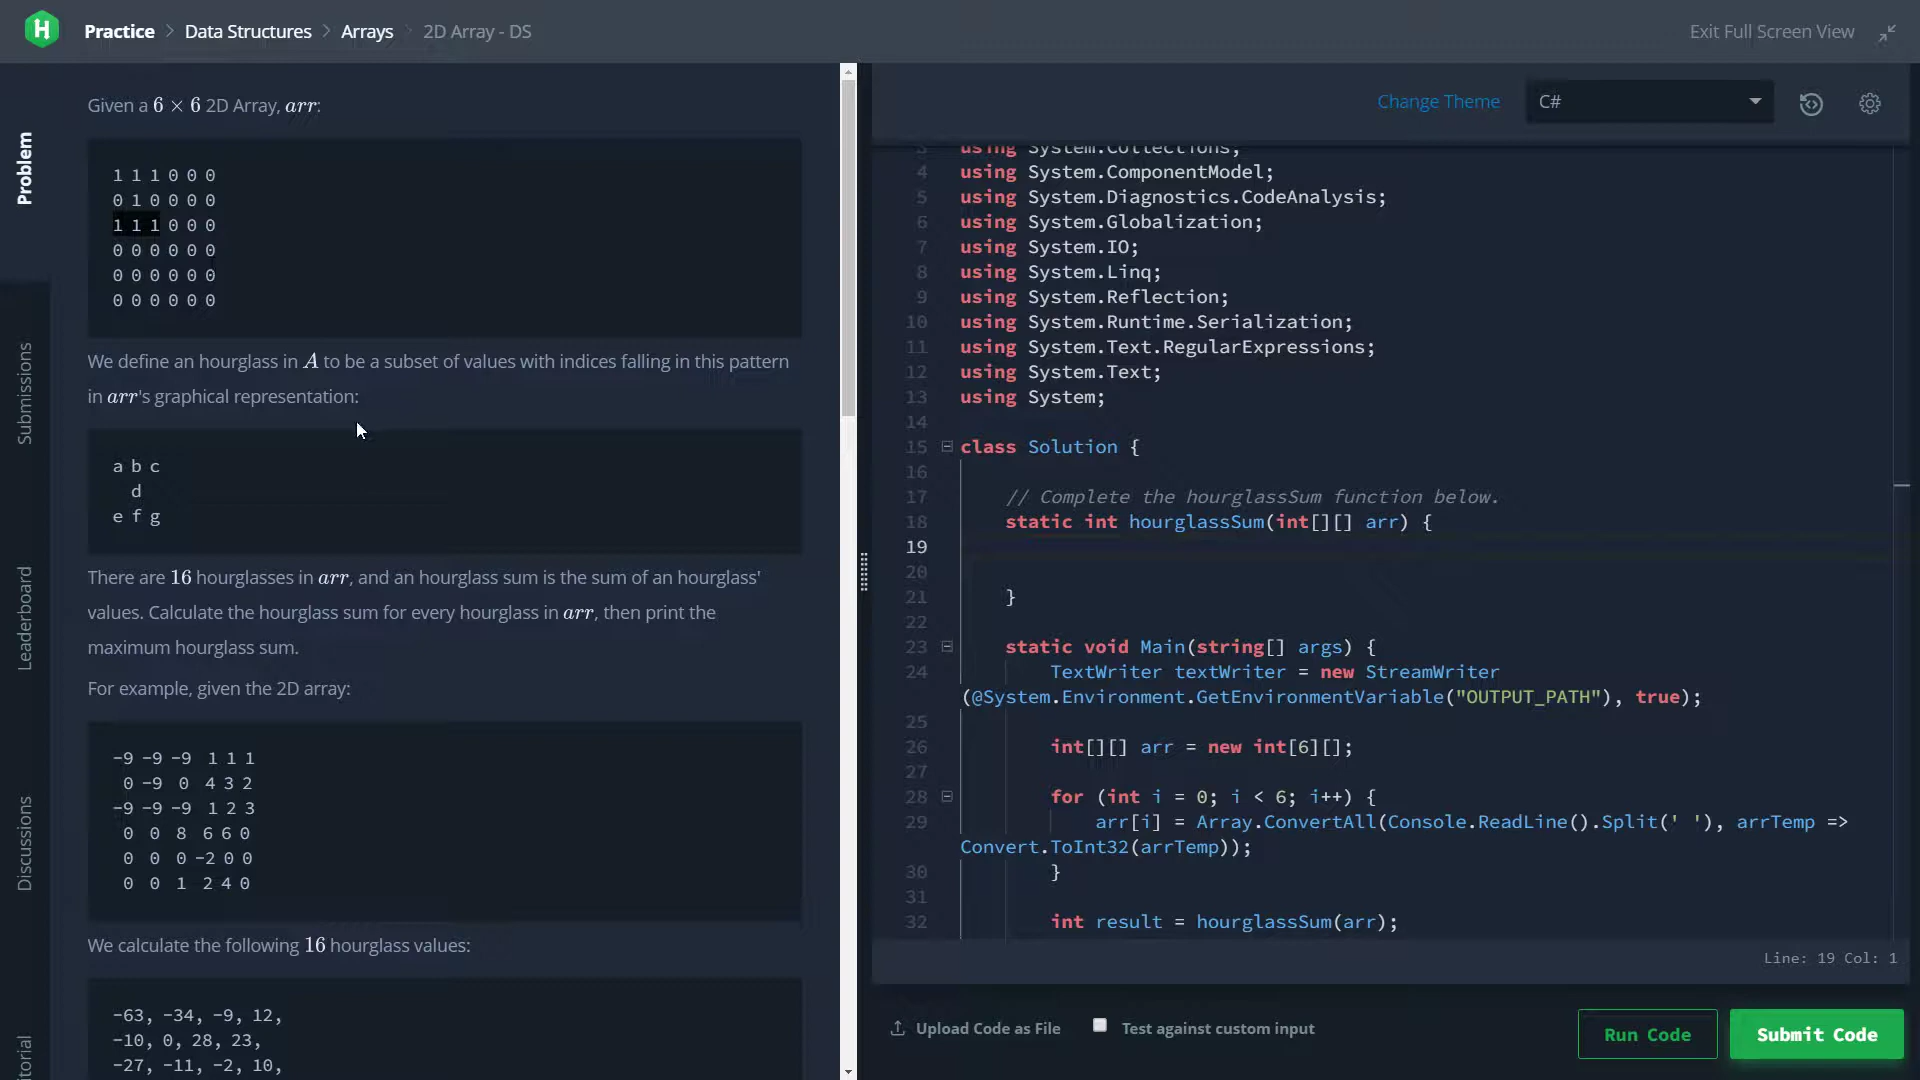 H Practice > Data Structures > Arrays > 2D Array - DS
Exit Full Screen View
Problem
Submissions
Leaderboard
Discussions
Given a 6 × 6 2D Array, arr:
1 1 1 0 0 0
0 1 0 0 0 0
1 1 1 0 0 0
0 0 0 0 0 0
0 0 0 0 0 0
0 0 0 0 0 0
We define an hourglass in A to be a subset of values with indices falling in this pattern
in arr's graphical representation:
a b c
d
e f g
There are 16 hourglasses in arr, and an hourglass sum is the sum of an hourglass'
values. Calculate the hourglass sum for every hourglass in arr, then print the
maximum hourglass sum.
For example, given the 2D array:
-9 -9 -9 1 1 1
0 -9 0 4 3 2
-9 -9 -9 1 2 3
0 0 8 6 6 0
0 0 0 -2 0 0
0 0 1 2 4 0
We calculate the following 16 hourglass values:
-63, -34, -9, 12,
-10, 0, 28, 23,
-27, -11, -2, 10,
Change Theme
C#
3 using System.Collections;
4 using System.ComponentModel;
5 using System.Diagnostics.CodeAnalysis;
6 using System.Globalization;
7 using System.IO;
8 using System.Linq;
9 using System.Reflection;
10 using System.Runtime.Serialization;
11 using System.Text.RegularExpressions;
12 using System.Text;
13 using System;
14
15 class Solution {
16
17 // Complete the hourglassSum function below.
18 static int hourglassSum(int[][] arr) {
19
20
21 }
22
23 static void Main(string[] args) {
24 TextWriter textWriter = new StreamWriter
(@System.Environment.GetEnvironmentVariable("OUTPUT_PATH"), true);
25
26 int[][] arr = new int[6][];
27
28 for (int i = 0; i < 6; i++) {
29 arr[i] = Array.ConvertAll(Console.ReadLine().Split(' '), arrTemp =>
Convert.ToInt32(arrTemp));
30 }
31
32 int result = hourglassSum(arr);
Line: 19 Col: 1
Upload Code as File
Test against custom input
Run Code
Submit Code